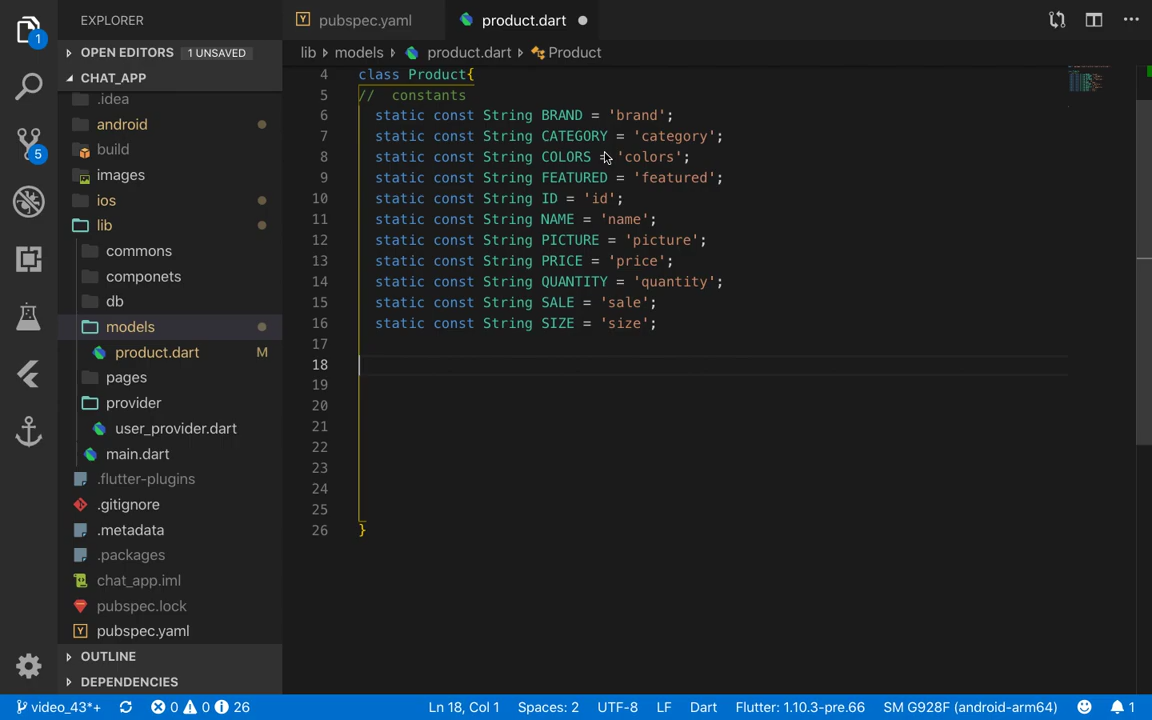 EXPLORER
pubspec.yaml
product.dart
OPEN EDITORS 1 UNSAVED
lib models product.dart Product
CHAT_APP
.idea
android
build
images
ios
lib
commons
componets
db
models
product.dart M
pages
provider
user_provider.dart
main.dart
.flutter-plugins
.gitignore
.metadata
.packages
chat_app.iml
pubspec.lock
pubspec.yaml
OUTLINE
DEPENDENCIES
1
5
4 class Product{
5 //  constants
6 static const String BRAND = 'brand';
7 static const String CATEGORY = 'category';
8 static const String COLORS = 'colors';
9 static const String FEATURED = 'featured';
10 static const String ID = 'id';
11 static const String NAME = 'name';
12 static const String PICTURE = 'picture';
13 static const String PRICE = 'price';
14 static const String QUANTITY = 'quantity';
15 static const String SALE = 'sale';
16 static const String SIZE = 'size';
17
18
19
20
21
22
23
24
25
26 }
video_43*+ 0 0 26 Ln 18, Col 1 Spaces: 2 UTF-8 LF Dart Flutter: 1.10.3-pre.66 SM G928F (android-arm64) 1